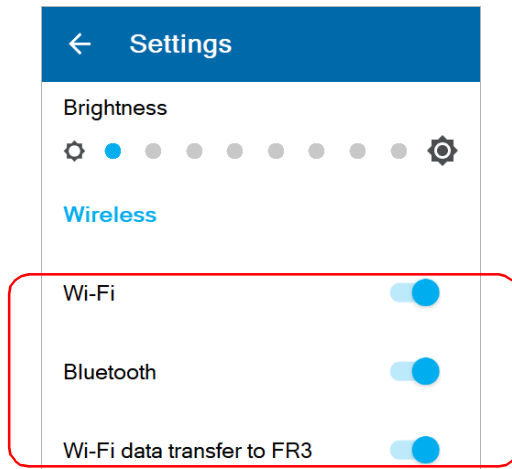 Settings
Brightness
Wireless
Wi-Fi
Bluetooth
Wi-Fi data transfer to FR3